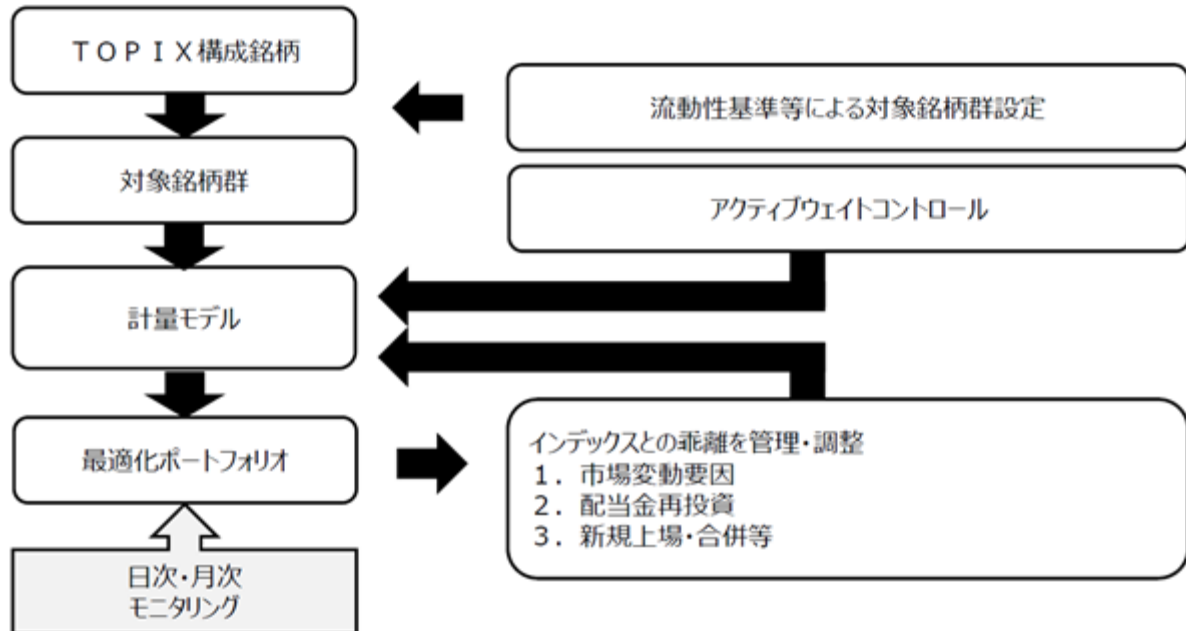 ＴＯＰＩＸ構成銘柄
流動性基準等による対象銘柄群設定
対象銘柄群
アクティブウェイトコントロール
計量モデル
最適化ポートフォリオ
インデックスとの乖離を管理・調整
１．市場変動要因
２．配当金再投資
３．新規上場・合併等
日次・月次
モニタリング